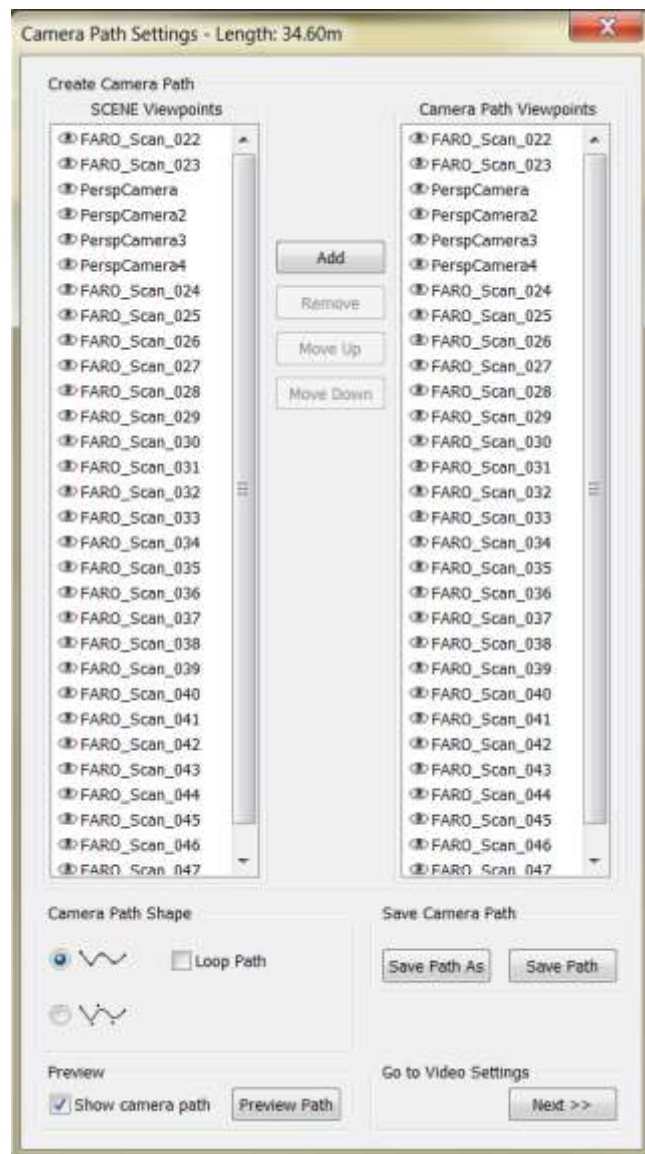 Camera Path Settings - Length: 34.60m
Create Camera Path
SCENE Viewpoints
FARO_Scan_022
FARO_Scan_023
PerspCamera
PerspCamera2
PerspCamera3
PerspCamera4
FARO_Scan_024
FARO_Scan_025
FARO_Scan_026
FARO_Scan_027
FARO_Scan_028
FARO_Scan_029
FARO_Scan_030
FARO_Scan_031
FARO_Scan_032
FARO_Scan_033
FARO_Scan_034
FARO_Scan_035
FARO_Scan_036
FARO_Scan_037
FARO_Scan_038
FARO_Scan_039
FARO_Scan_040
FARO_Scan_041
FARO_Scan_042
FARO_Scan_043
FARO_Scan_044
FARO_Scan_045
FARO_Scan_046
FARO_Scan_047
Add
Remove
Move Up
Move Down
Camera Path Viewpoints
FARO_Scan_022
FARO_Scan_023
PerspCamera
PerspCamera2
PerspCamera3
PerspCamera4
FARO_Scan_024
FARO_Scan_025
FARO_Scan_026
FARO_Scan_027
FARO_Scan_028
FARO_Scan_029
FARO_Scan_030
FARO_Scan_031
FARO_Scan_032
FARO_Scan_033
FARO_Scan_034
FARO_Scan_035
FARO_Scan_036
FARO_Scan_037
FARO_Scan_038
FARO_Scan_039
FARO_Scan_040
FARO_Scan_041
FARO_Scan_042
FARO_Scan_043
FARO_Scan_044
FARO_Scan_045
FARO_Scan_046
FARO_Scan_047
Camera Path Shape
Loop Path
Save Camera Path
Save Path As
Save Path
Preview
Show camera path
Preview Path
Go to Video Settings
Next >>